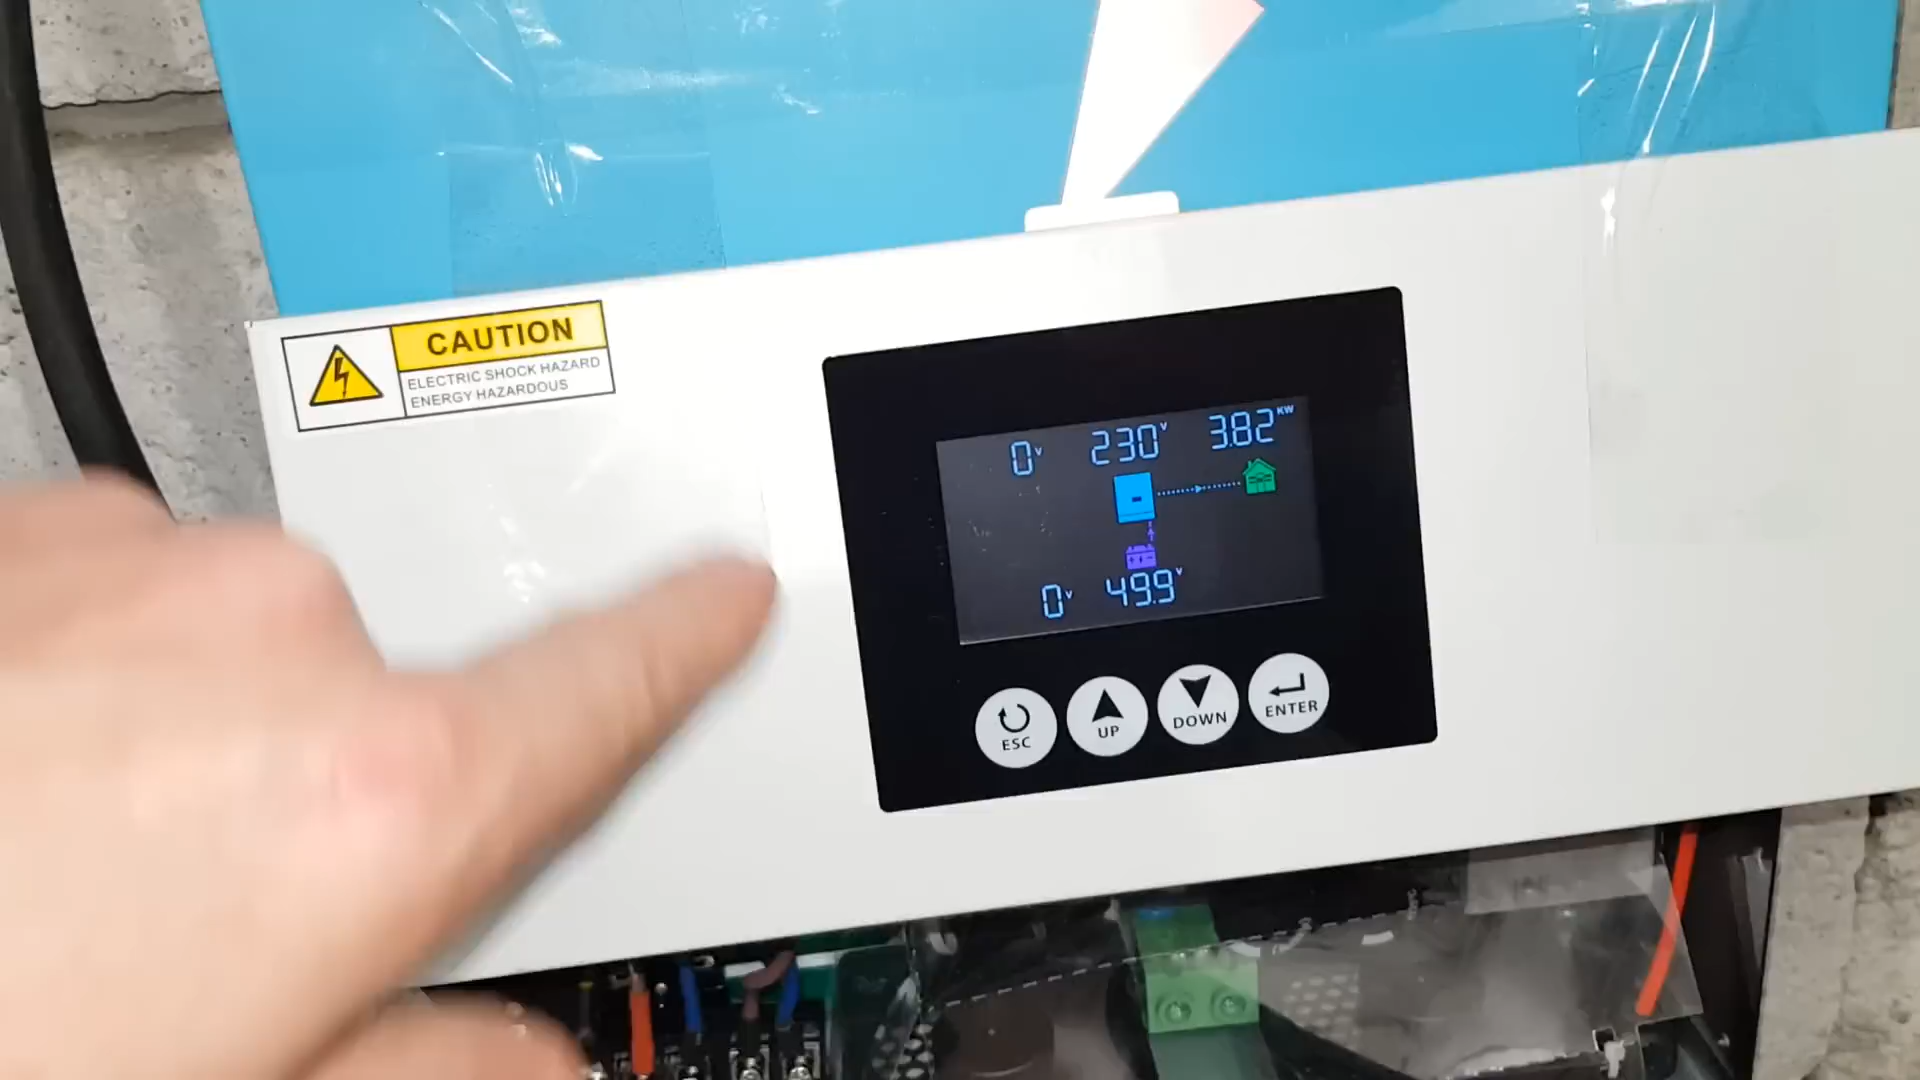 CAUTION
ELECTRIC SHOCK HAZARD
ENERGY HAZARDOUS
0V 230V 3.82KW
0V 49.9V
ESC UP DOWN ENTER